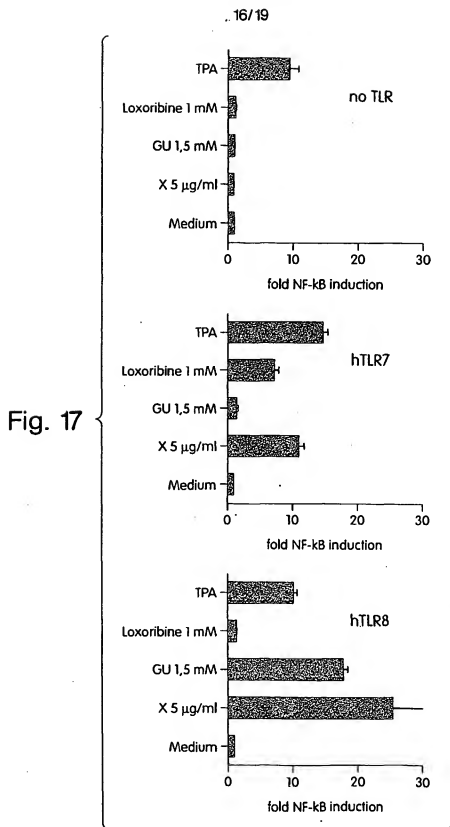 16/19
TPA
Loxoribine 1 mM
GU 1,5 mM
X 5 µg/ml
Medium
no TLR
0 10 20 30
fold NF-kB induction
Fig. 17
TPA
Loxoribine 1 mM
GU 1,5 mM
X 5 µg/ml
Medium
hTLR7
0 10 20 30
fold NF-kB induction
TPA
Loxoribine 1 mM
GU 1,5 mM
X 5 µg/ml
Medium
hTLR8
0 10 20 30
fold NF-kB induction